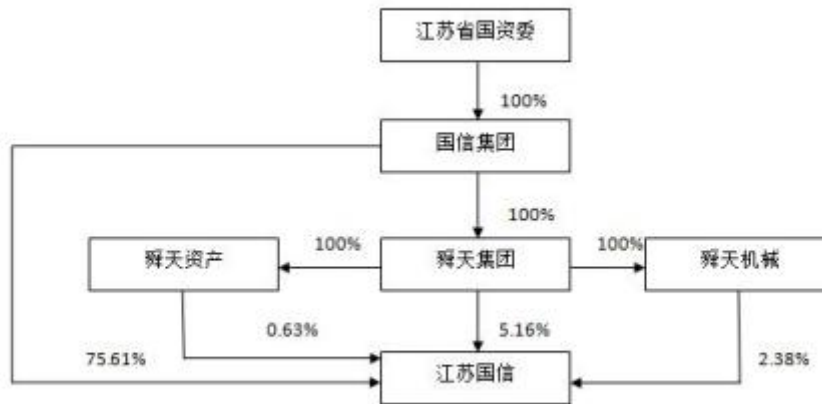 江苏省国资委
100%
国信集团
100%
舜天资产
100%
舜天集团
100%
舜天机械
0.63%
5.16%
75.61%
2.38%
江苏国信